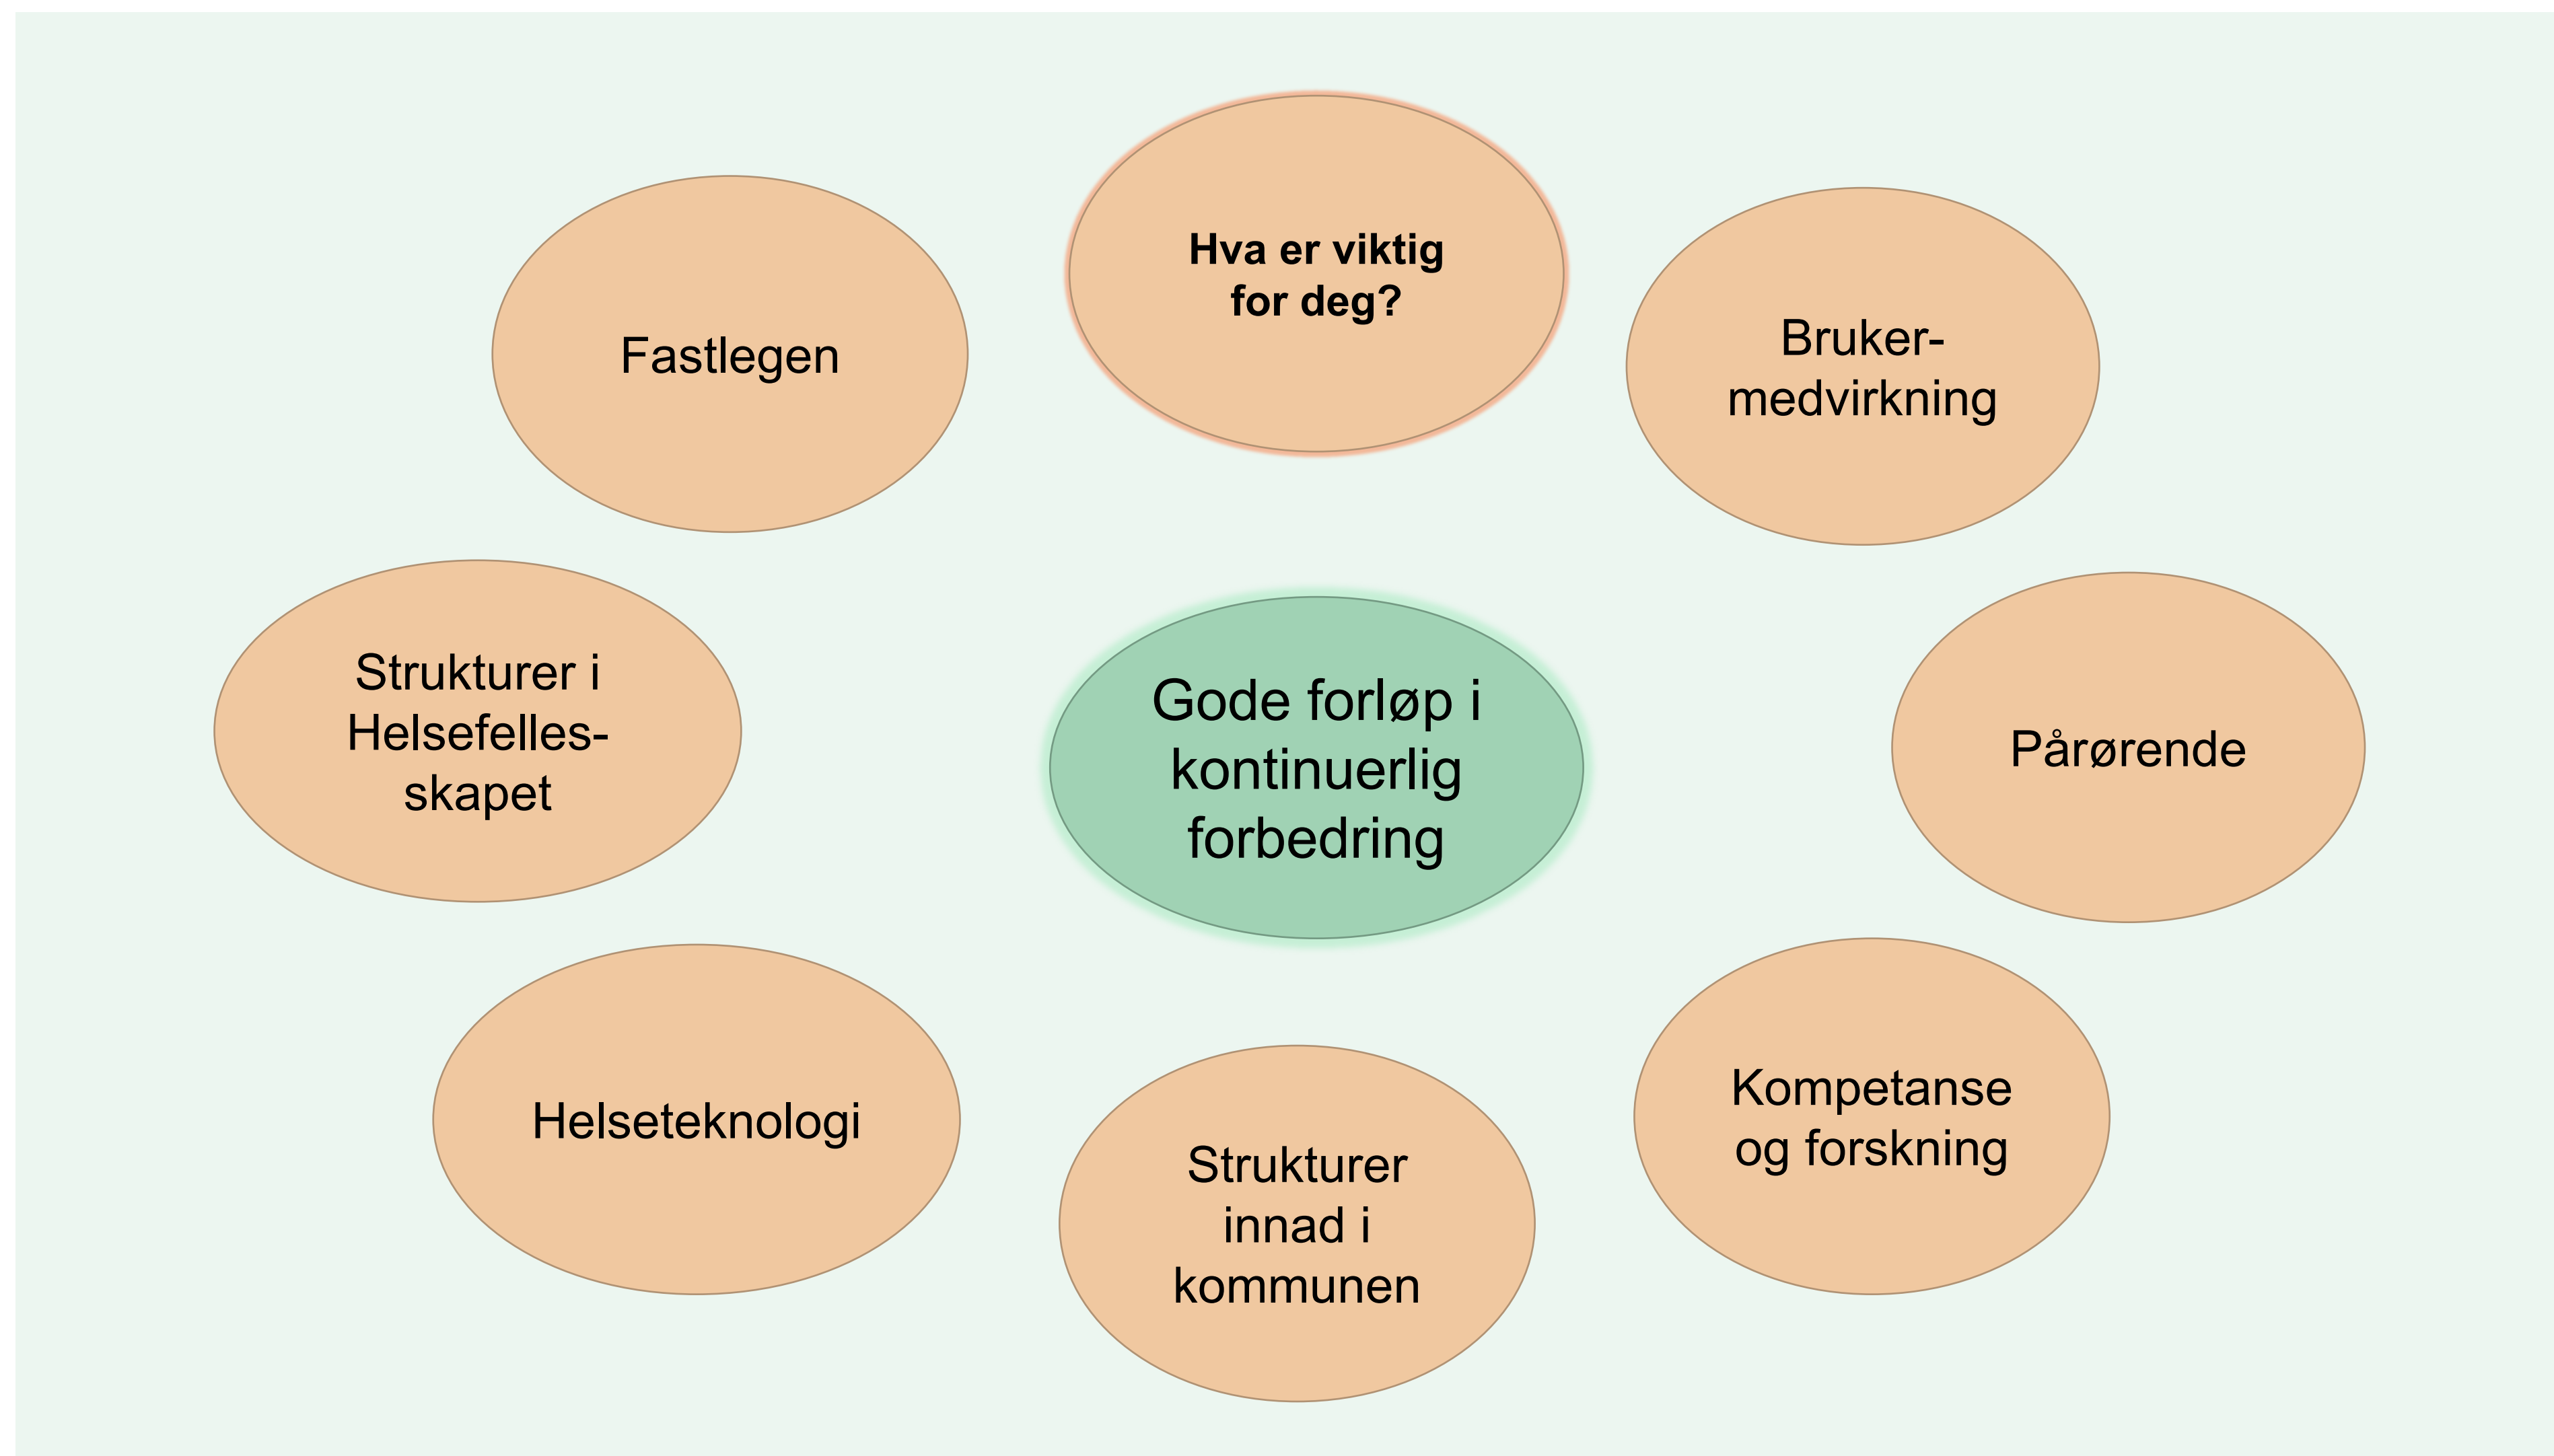 Hva er viktig
for deg?
Fastlegen
Bruker-
medvirkning
Strukturer i
Helsefelles-
skapet
Gode forløp i
kontinuerlig
forbedring
Pårørende
Helseteknologi
Kompetanse
og forskning
Strukturer
innad i
kommunen